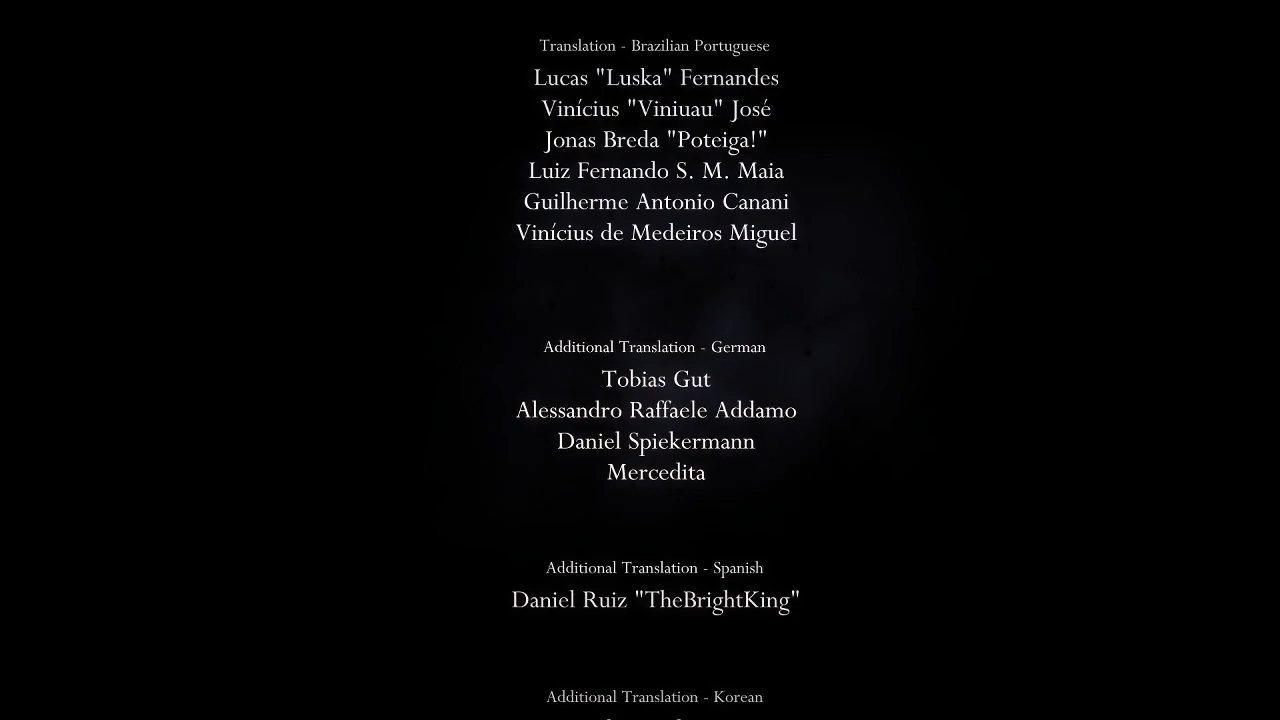 Translation - Brazilian Portuguese
Lucas "Luska" Fernandes
Vinícius "Viniuau" José
Jonas Breda "Poteiga!"
Luiz Fernando S. M. Maia
Guilherme Antonio Canani
Vinícius de Medeiros Miguel
Additional Translation - German
Tobias Gut
Alessandro Raffaele Addamo
Daniel Spiekermann
Mercedita
Additional Translation - Spanish
Daniel Ruiz "TheBrightKing"
Additional Translation - Korean